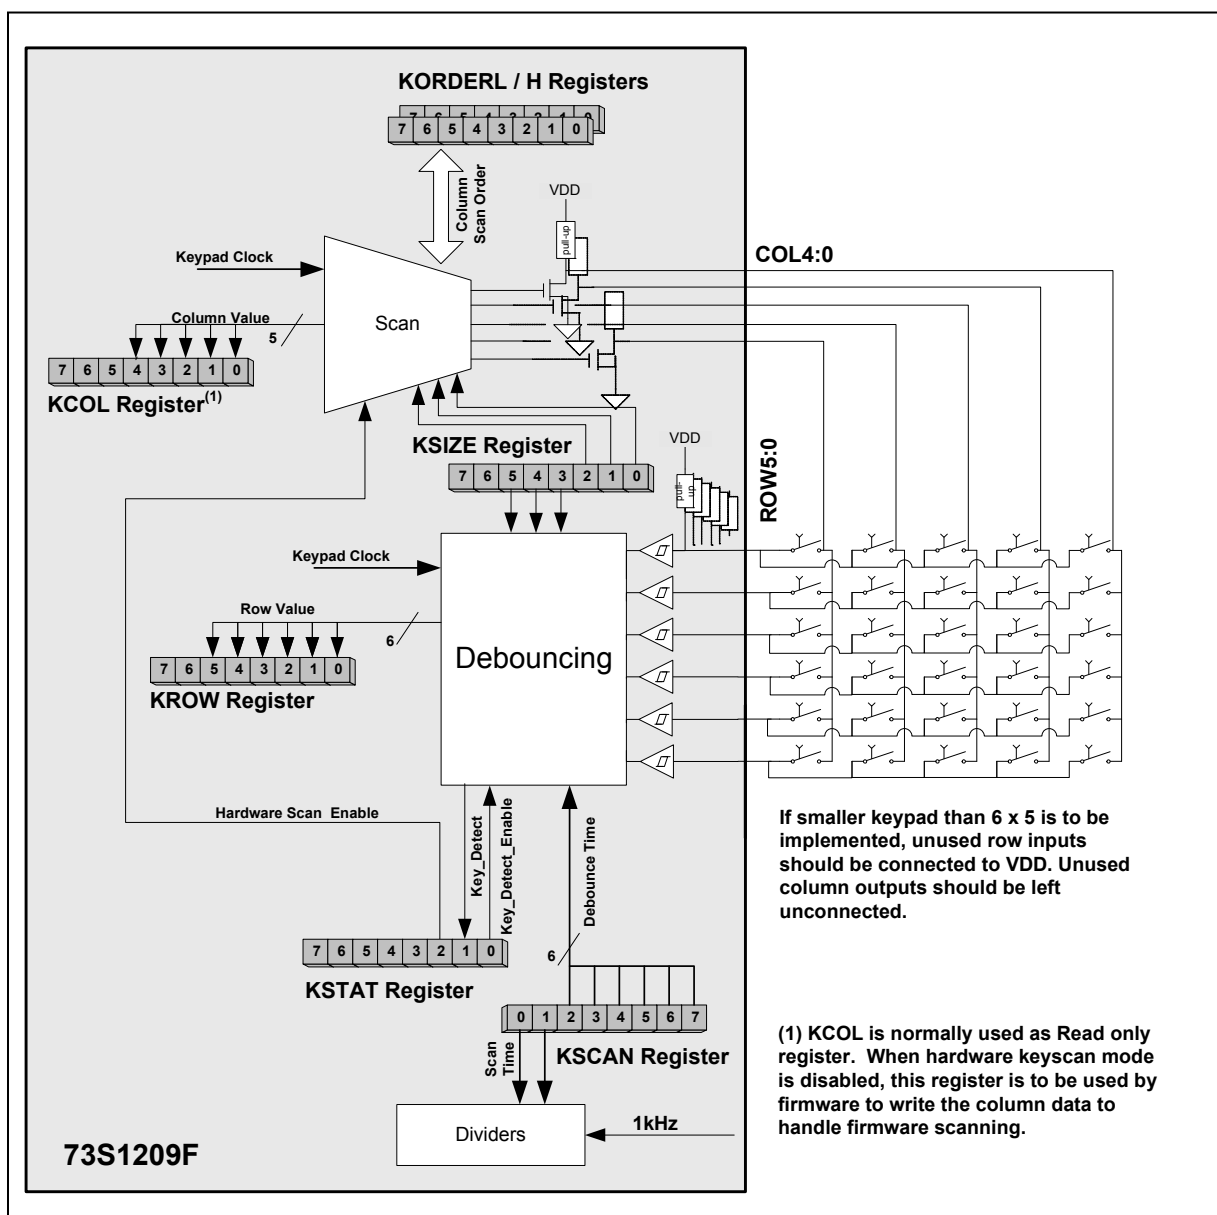 KORDERL / H Registers
7 6 5 4 3 2 1 0
7 6 5 4 3 2 1 0
Column
Scan Order
VDD
pull-up
COL4:0
Keypad Clock
Scan
Column Value
5
7 6 5 4 3 2 1 0
KCOL Register(1)
KSIZE Register
7 6 5 4 3 2 1 0
VDD
pull-
up
ROW5:0
Keypad Clock
Row Value
6
Debouncing
7 6 5 4 3 2 1 0
KROW Register
Hardware Scan Enable
Key_Detect
Key_Detect_Enable
Debounce Time
6
7 6 5 4 3 2 1 0
KSTAT Register
0 1 2 3 4 5 6 7
KSCAN Register
Scan
Time
Dividers
1kHz
73S1209F
If smaller keypad than 6 x 5 is to be
implemented, unused row inputs
should be connected to VDD. Unused
column outputs should be left
unconnected.
(1) KCOL is normally used as Read only
register. When hardware keyscan mode
is disabled, this register is to be used by
firmware to write the column data to
handle firmware scanning.